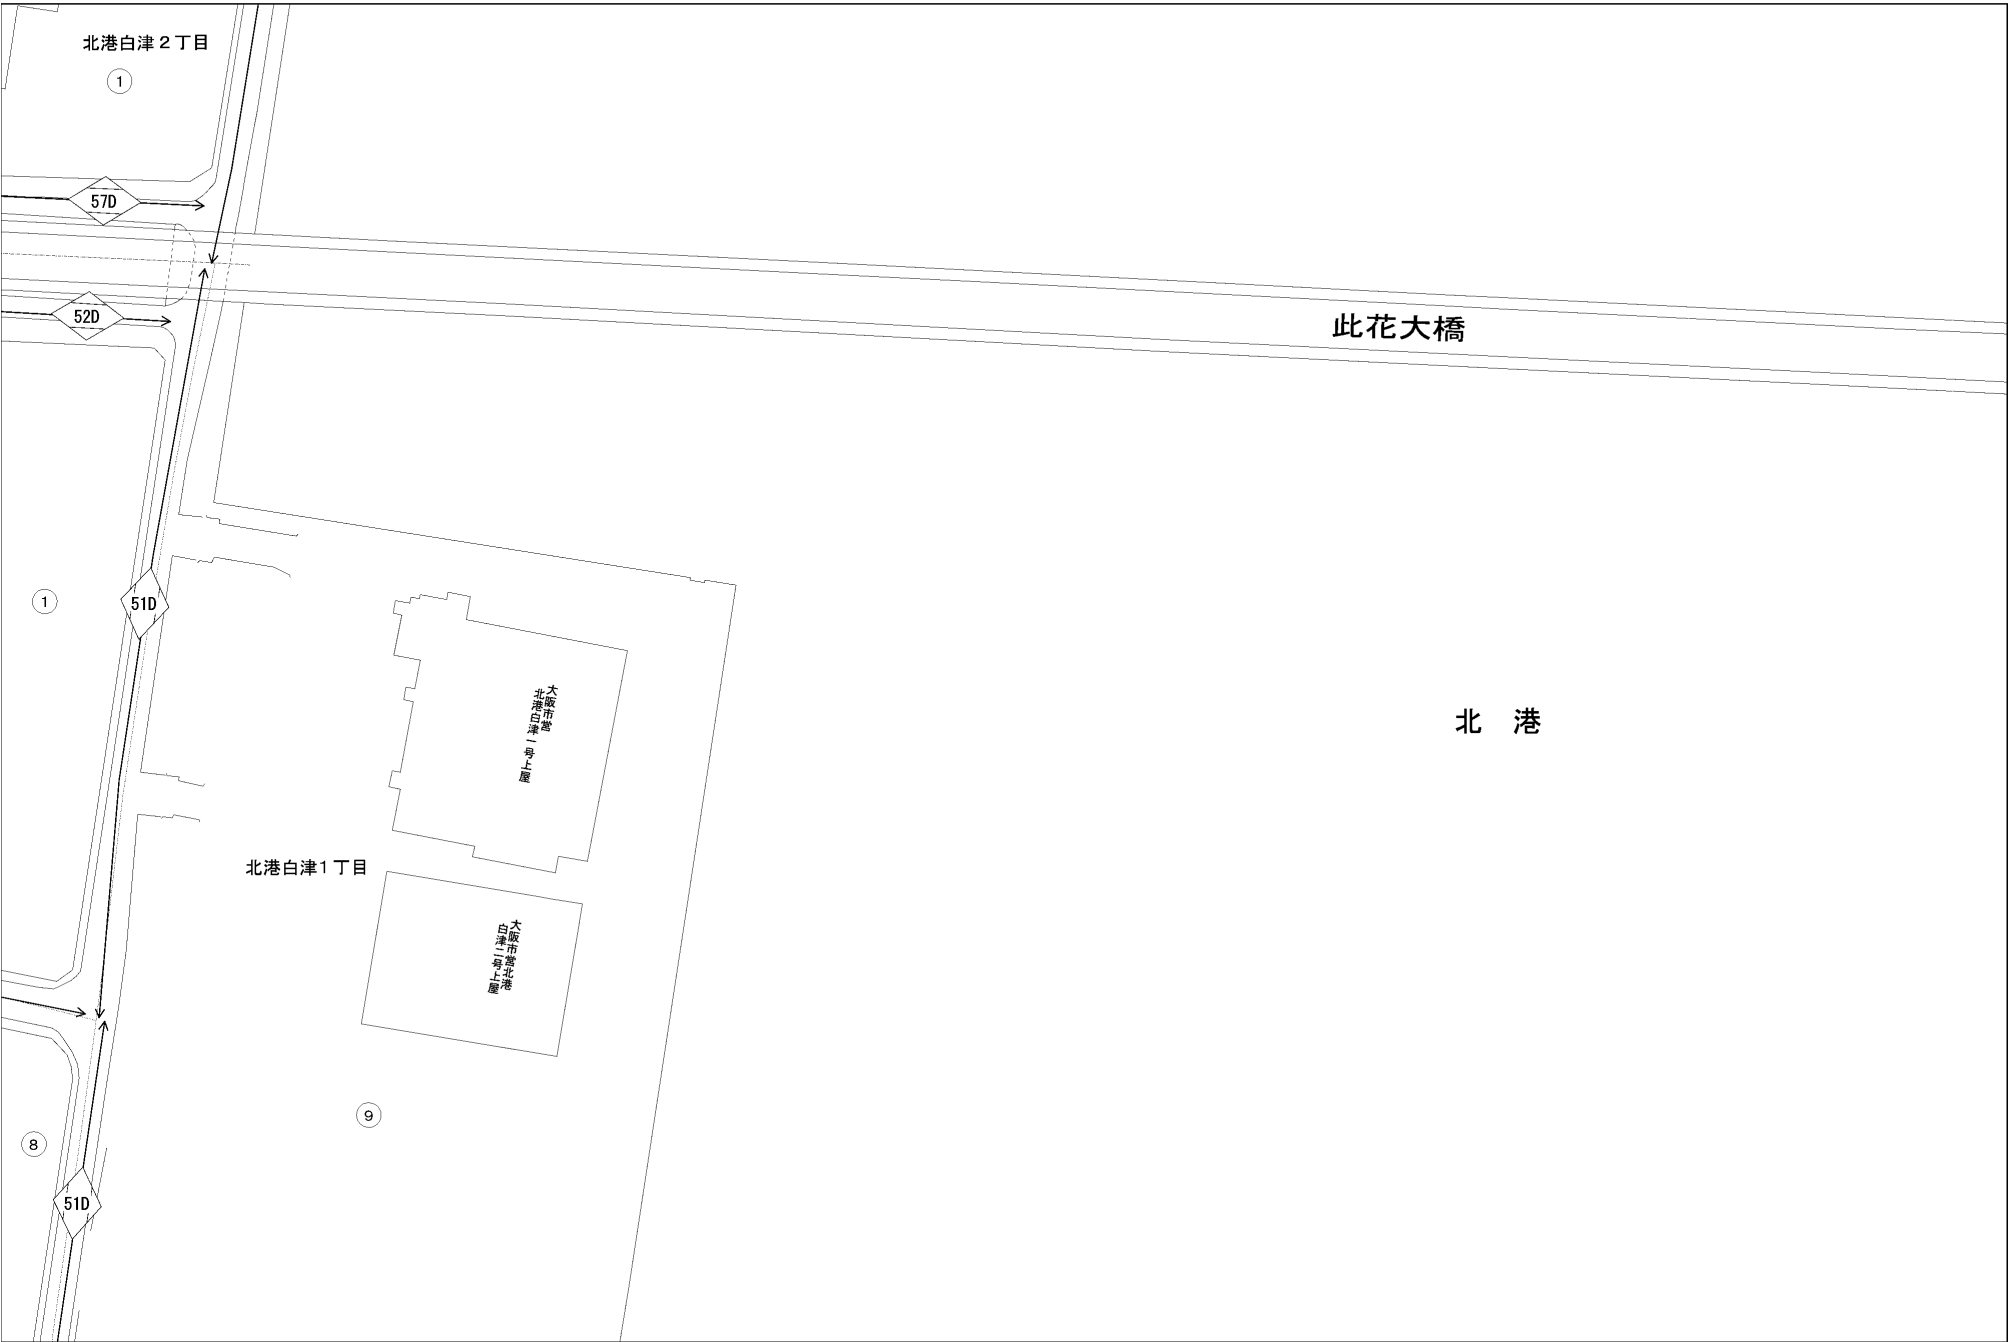 北港白津２丁目
1
57D
52D
此花大橋
1
51D
大阪市営
北港白津一号上屋
北　港
北港白津1丁目
大阪市営北港
白津二号上屋
9
8
51D